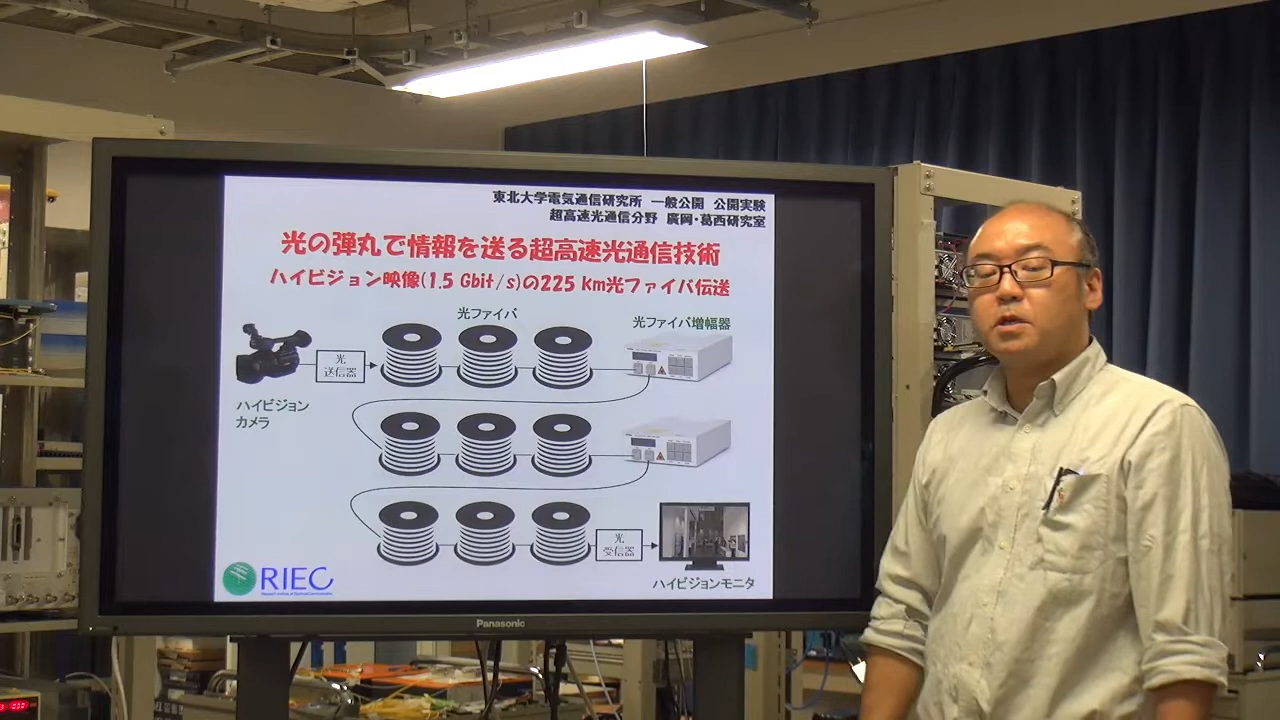 東北大学電気通信研究所 一般公開 公開実験
超高速光通信分野 廣岡・葛西研究室
光の弾丸で情報を送る超高速光通信技術
ハイビジョン映像(1.5 Gbit/s)の225 km光ファイバ伝送
光ファイバ
光ファイバ増幅器
光
送信器
ハイビジョン
カメラ
光
受信器
ハイビジョンモニタ
RIEC
Panasonic